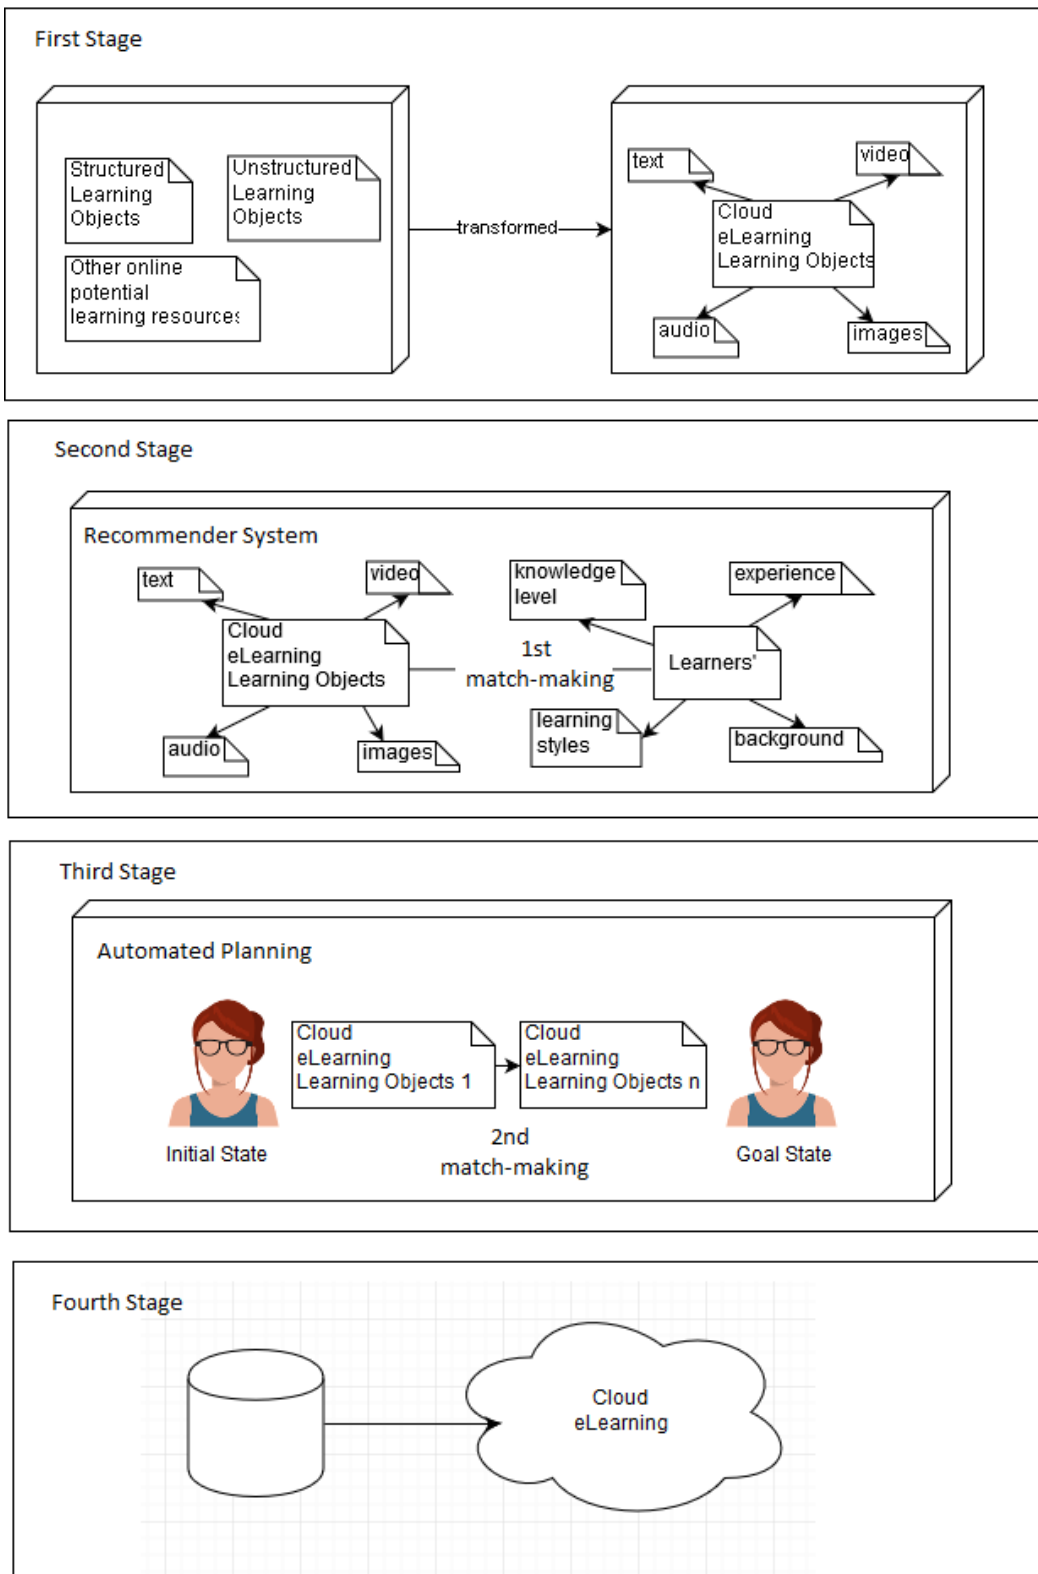 First Stage
Structured
Learning
Objects
Unstructured
Learning
Objects
Other online
potential
learning resources
transformed
text
video
Cloud
eLearning
Learning Objects
audio
images
Second Stage
Recommender System
text
video
Cloud
eLearning
Learning Objects
audio
images
1st
match-making
knowledge
level
experience
Learners'
learning
styles
background
Third Stage
Automated Planning
Initial State
Cloud
eLearning
Learning Objects 1
Cloud
eLearning
Learning Objects n
2nd
match-making
Goal State
Fourth Stage
Cloud
eLearning